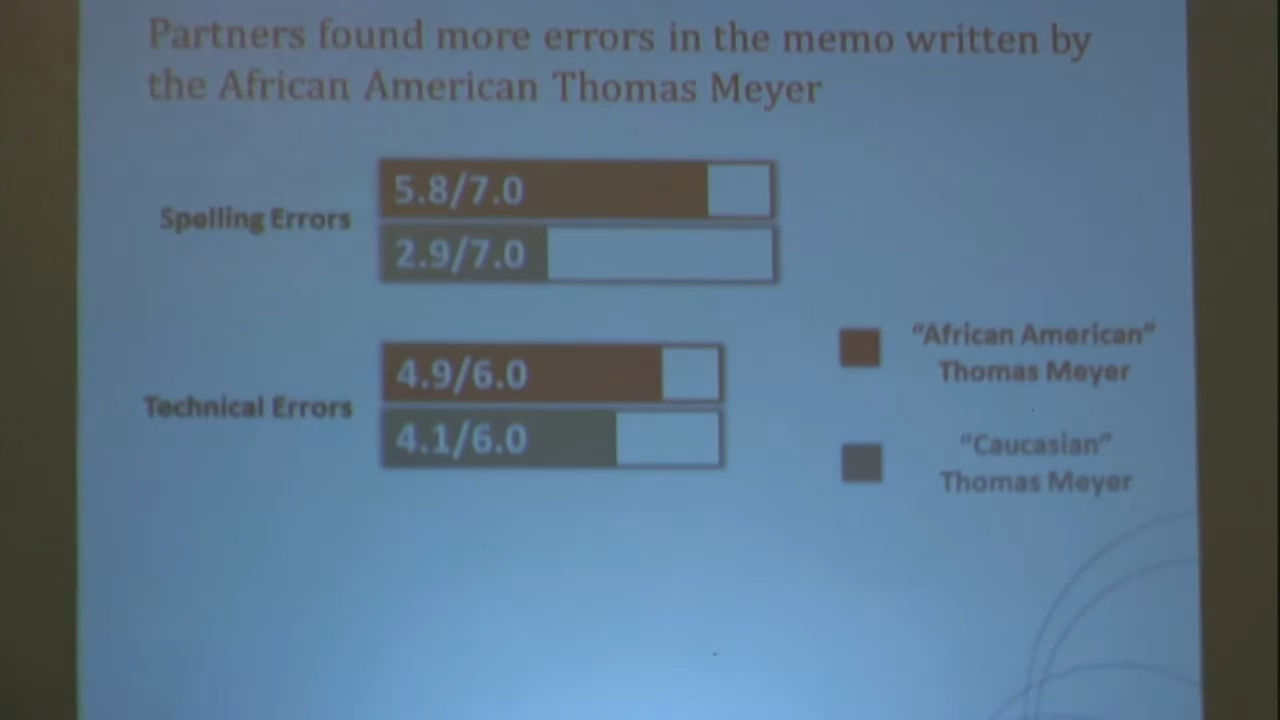 Partners found more errors in the memo written by
the African American Thomas Meyer
Spelling Errors
5.8/7.0
2.9/7.0
Technical Errors
4.9/6.0
4.1/6.0
“African American”
Thomas Meyer
“Caucasian”
Thomas Meyer